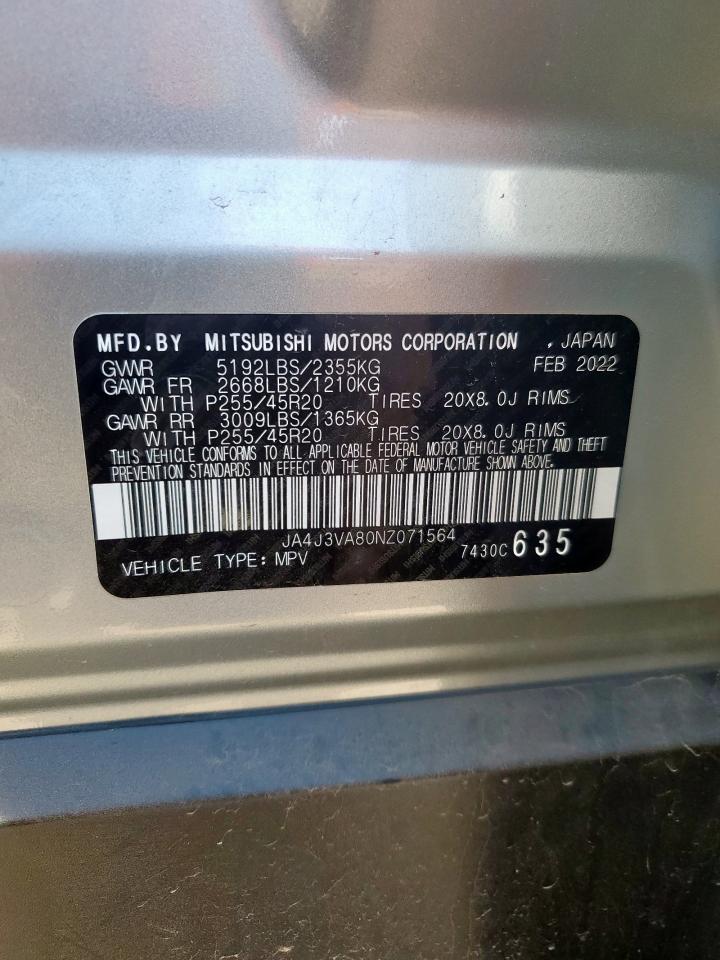 MFD.BY MITSUBISHI MOTORS CORPORATION , JAPAN
GVWR 5192LBS/2355KG FEB 2022
GAWR FR 2668LBS/1210KG
WITH P255/45R20 TIRES 20X8.0J RIMS
GAWR RR 3009LBS/1365KG
WITH P255/45R20 TIRES 20X8.0J RIMS
THIS VEHICLE CONFORMS TO ALL APPLICABLE FEDERAL MOTOR VEHICLE SAFETY AND THEFT
PREVENTION STANDARDS IN EFFECT ON THE DATE OF MANUFACTURE SHOWN ABOVE.
JA4J3VA80NZ071564
VEHICLE TYPE: MPV 7430C 635